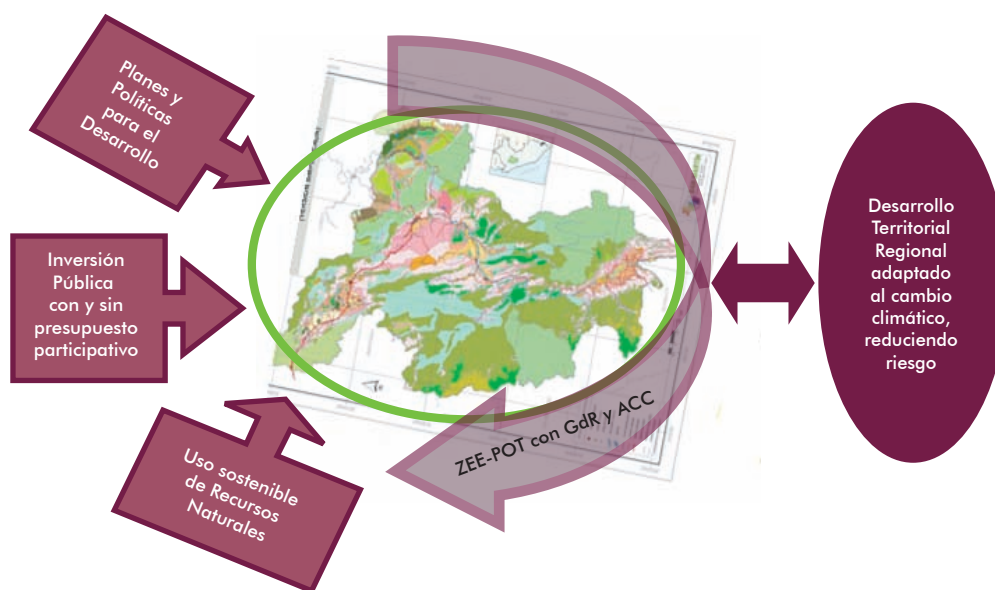 Planes y
Políticas
para el
Desarrollo
Inversión
Pública
con y sin
presupuesto
participativo
Uso sostenible
de Recursos
Naturales
ZEE-POT con GdR y ACC
Desarrollo
Territorial
Regional
adaptado
al cambio
climático,
reduciendo
riesgo